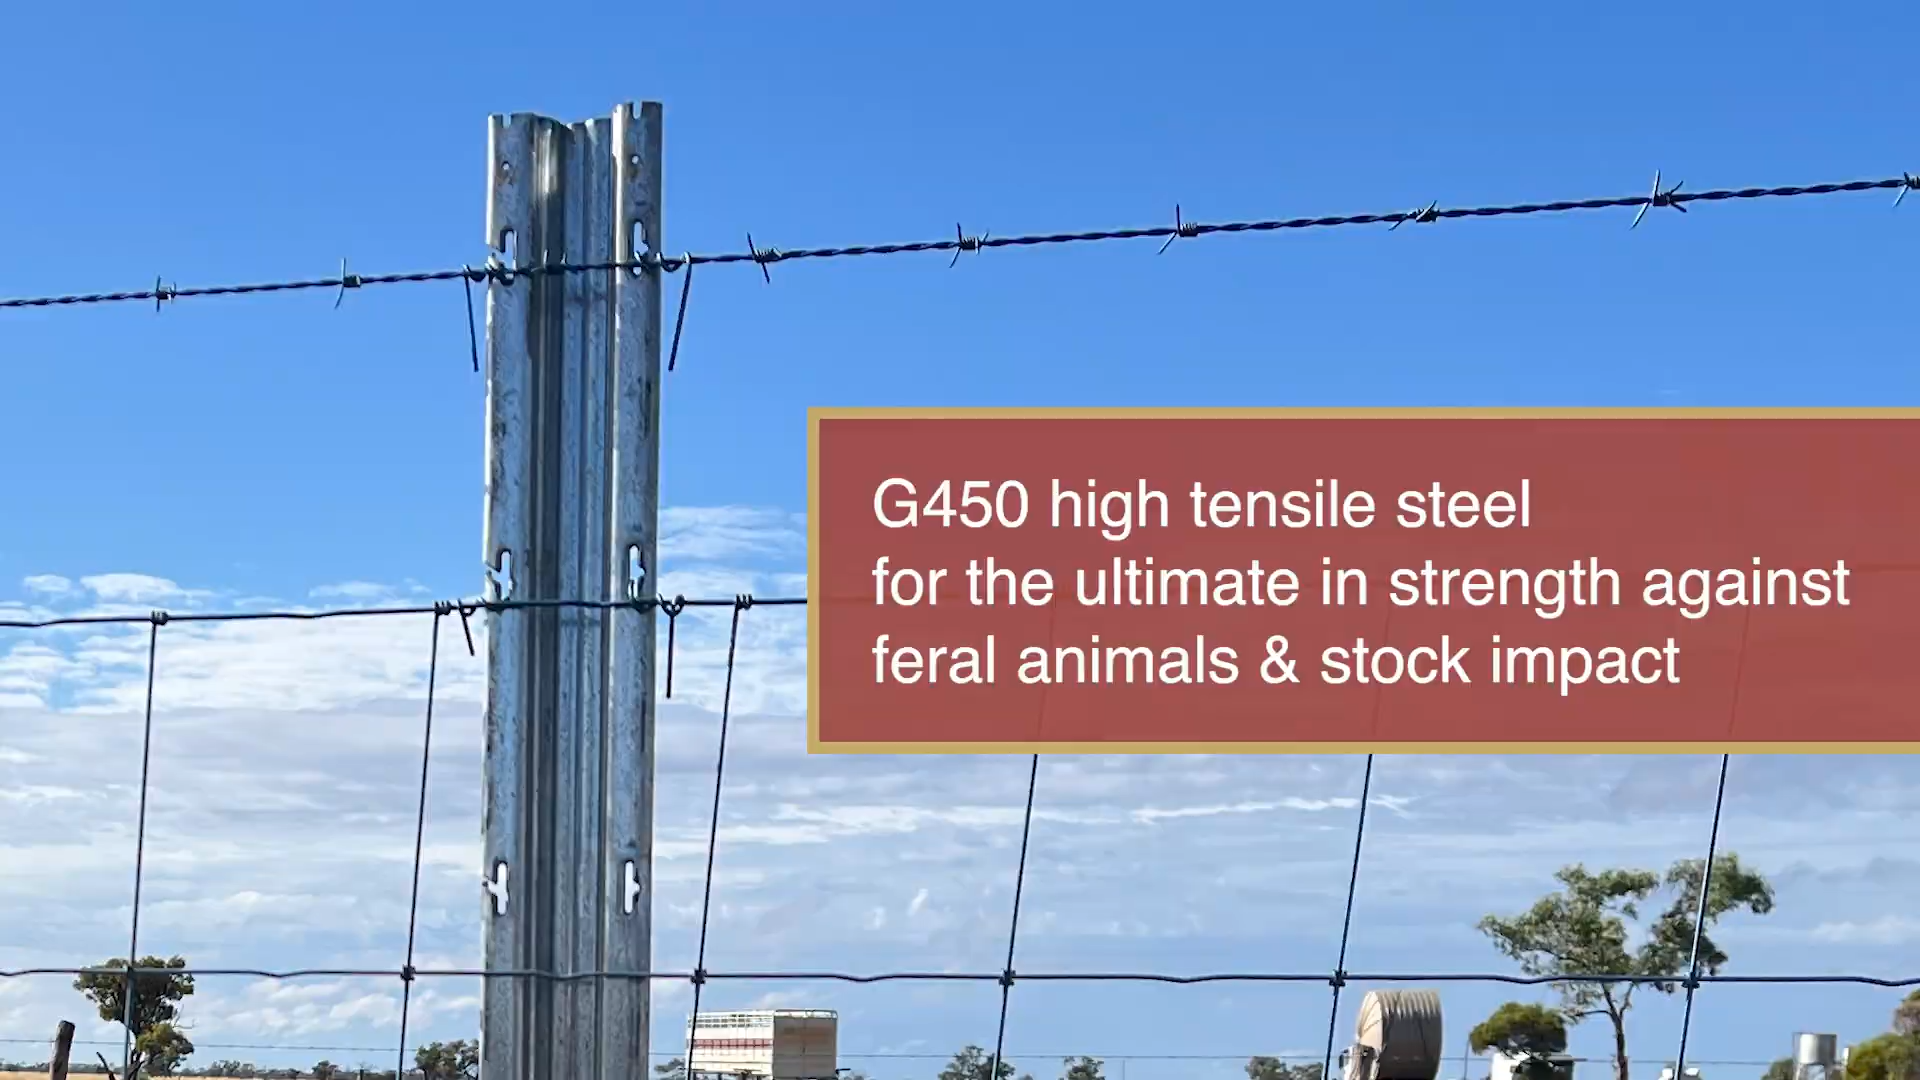 G450 high tensile steel
for the ultimate in strength against
feral animals & stock impact